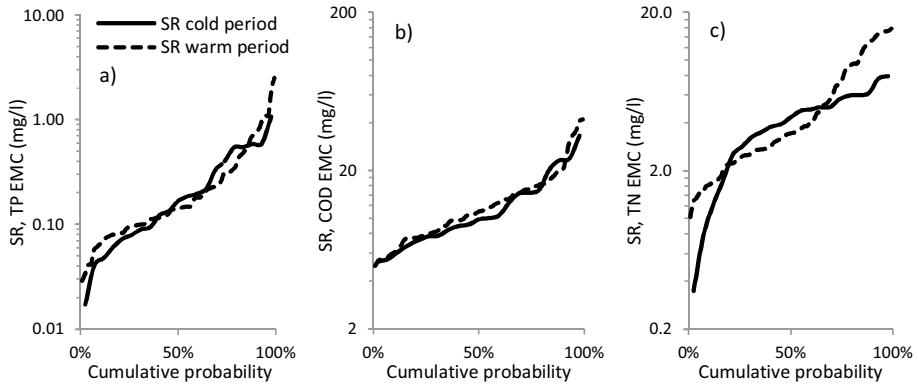 SR, TP EMC (mg/l)
10.00
1.00
0.10
0.01
SR cold period
SR warm period
a)
0% 50% 100%
Cumulative probability
SR, COD EMC (mg/l)
200
20
2
b)
0% 50% 100%
Cumulative probability
SR, TN EMC (mg/l)
20.0
2.0
0.2
c)
0% 50% 100%
Cumulative probability